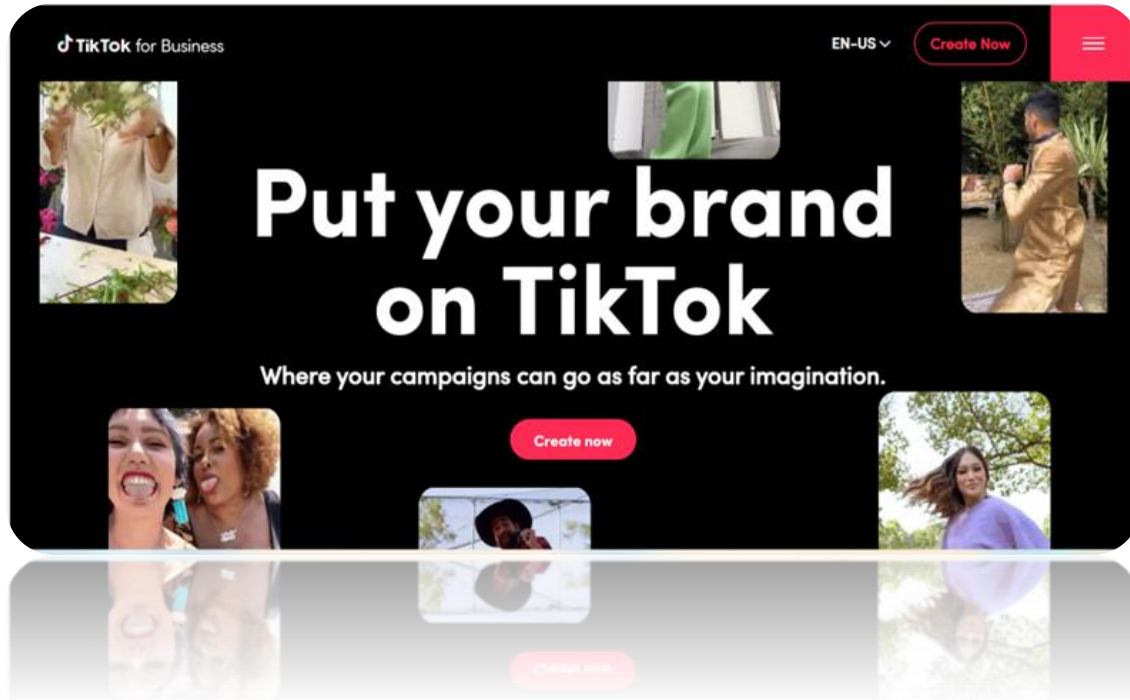 TikTok for Business
EN-US
Create Now
Put your brand
on TikTok
Where your campaigns can go as far as your imagination.
Create now